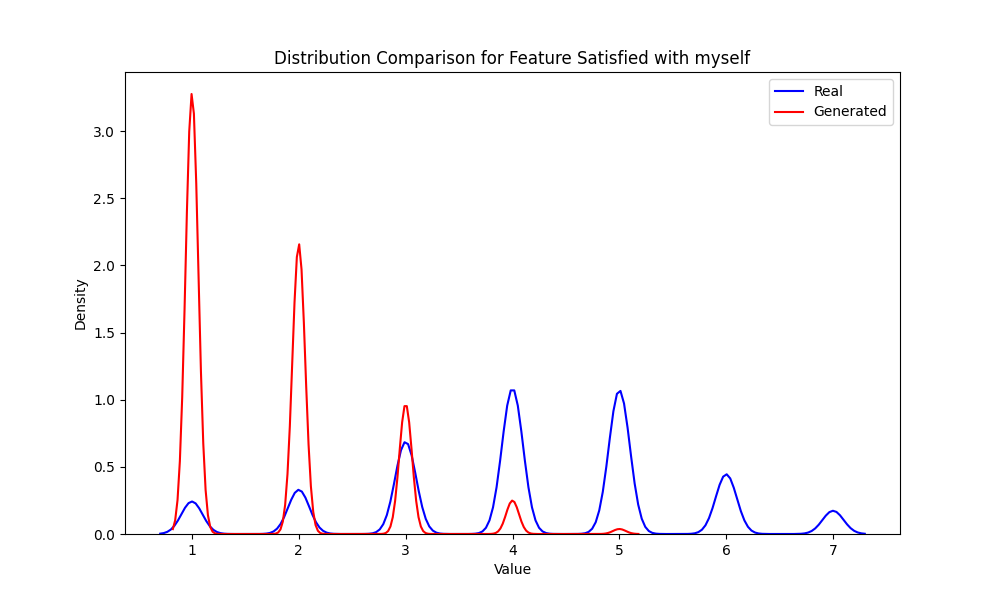 Distribution Comparison for Feature Satisfied with myself
Real
Generated
Density
3.0
2.5
2.0
1.5
1.0
0.5
0.0
1 2 3 4 5 6 7
Value